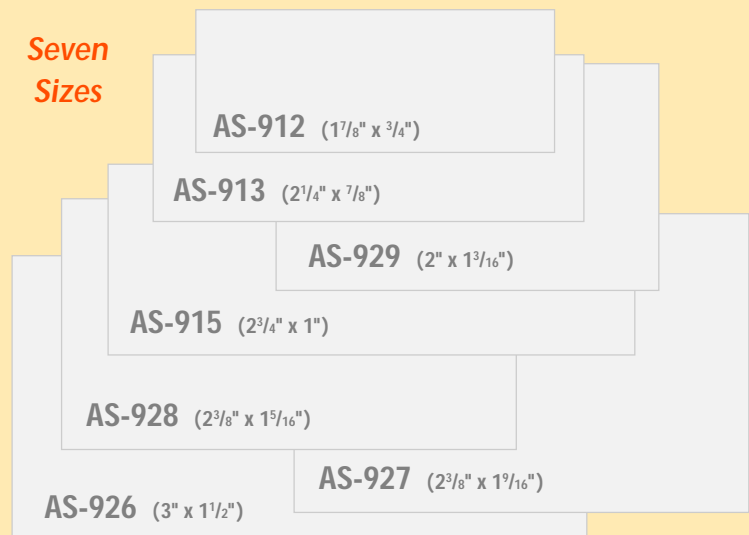 Seven
Sizes
AS-912 (1⁷/₈" x ³/₄")
AS-913 (2¹/₄" x ⁷/₈")
AS-929 (2" x 1³/₁₆")
AS-915 (2³/₄" x 1")
AS-928 (2³/₈" x 1⁵/₁₆")
AS-927 (2³/₈" x 1⁹/₁₆")
AS-926 (3" x 1¹/₂")